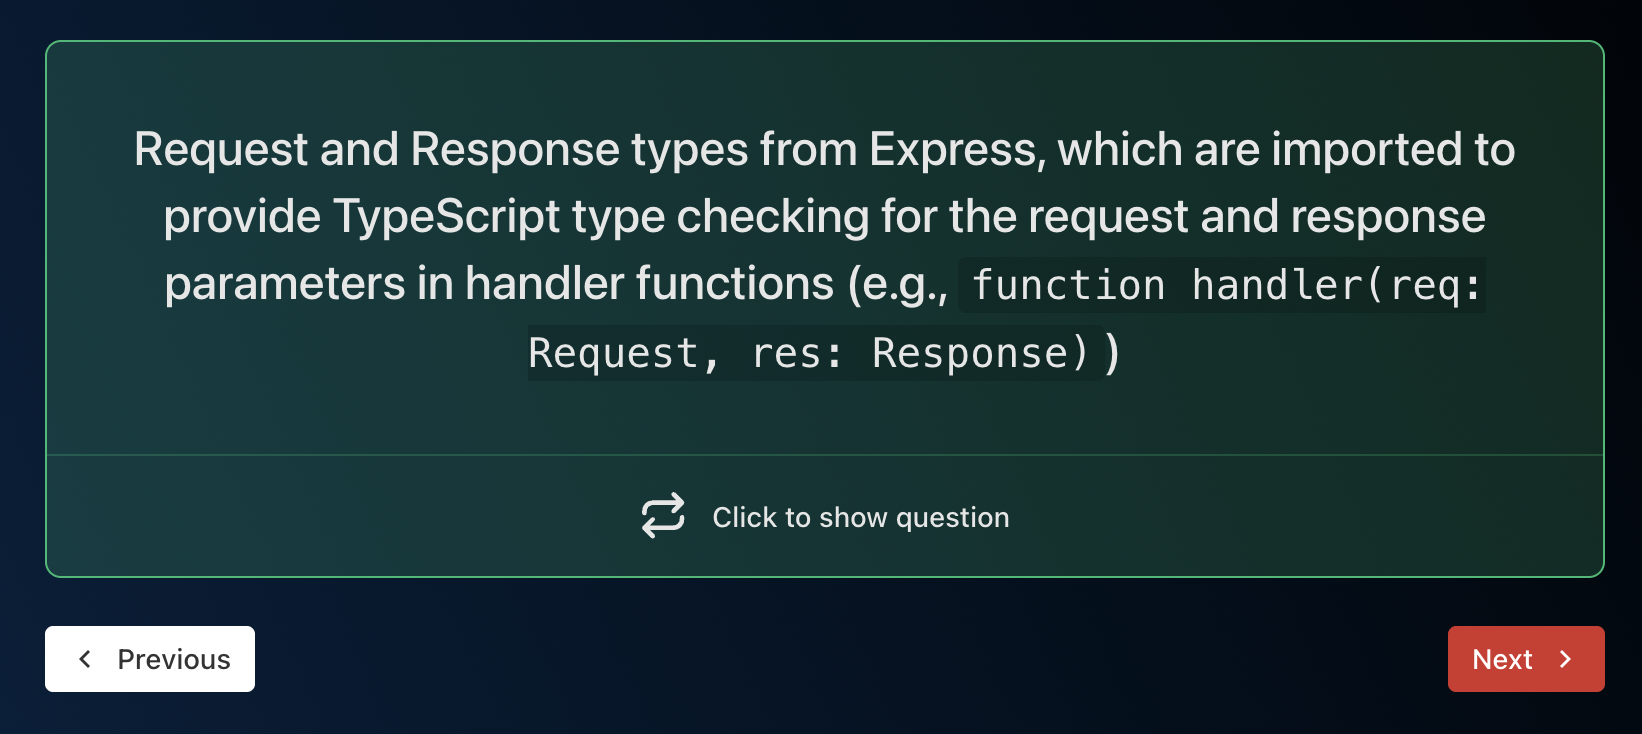 Request and Response types from Express, which are imported to
provide TypeScript type checking for the request and response
parameters in handler functions (e.g., function handler(req:
Request, res: Response))
Click to show question
Previous
Next